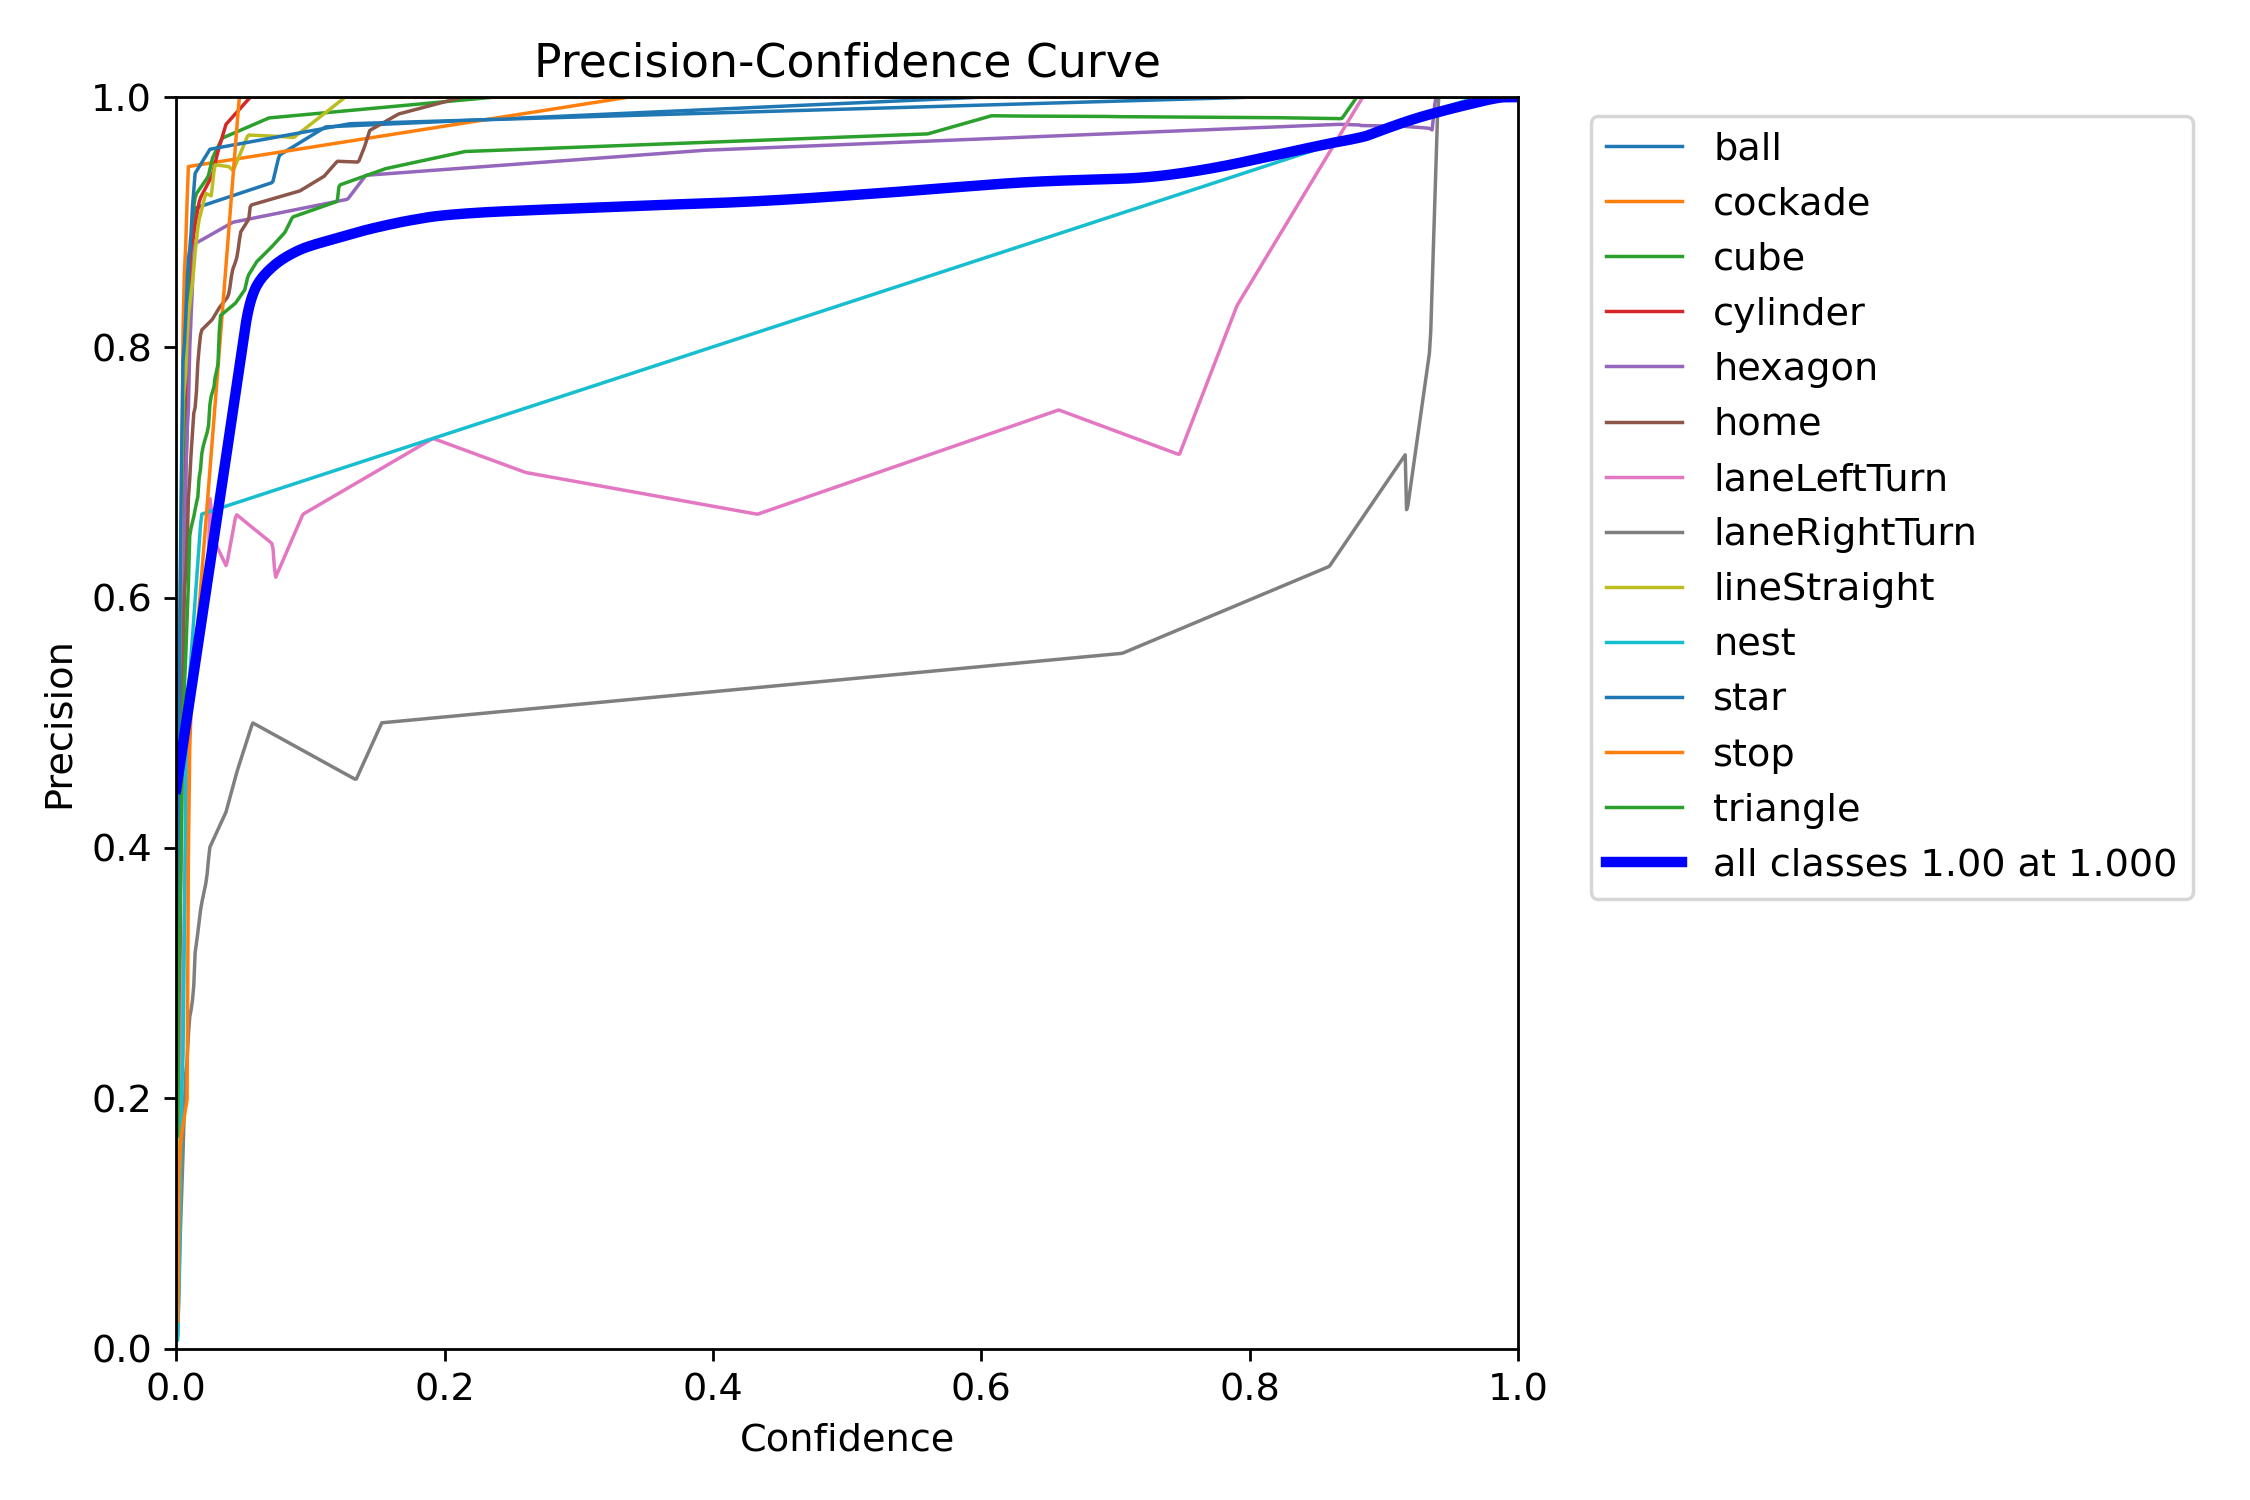 Precision-Confidence Curve
1.0
0.8
0.6
0.4
0.2
0.0
Precision
0.0 0.2 0.4 0.6 0.8 1.0
Confidence
ball
cockade
cube
cylinder
hexagon
home
laneLeftTurn
laneRightTurn
lineStraight
nest
star
stop
triangle
all classes 1.00 at 1.000